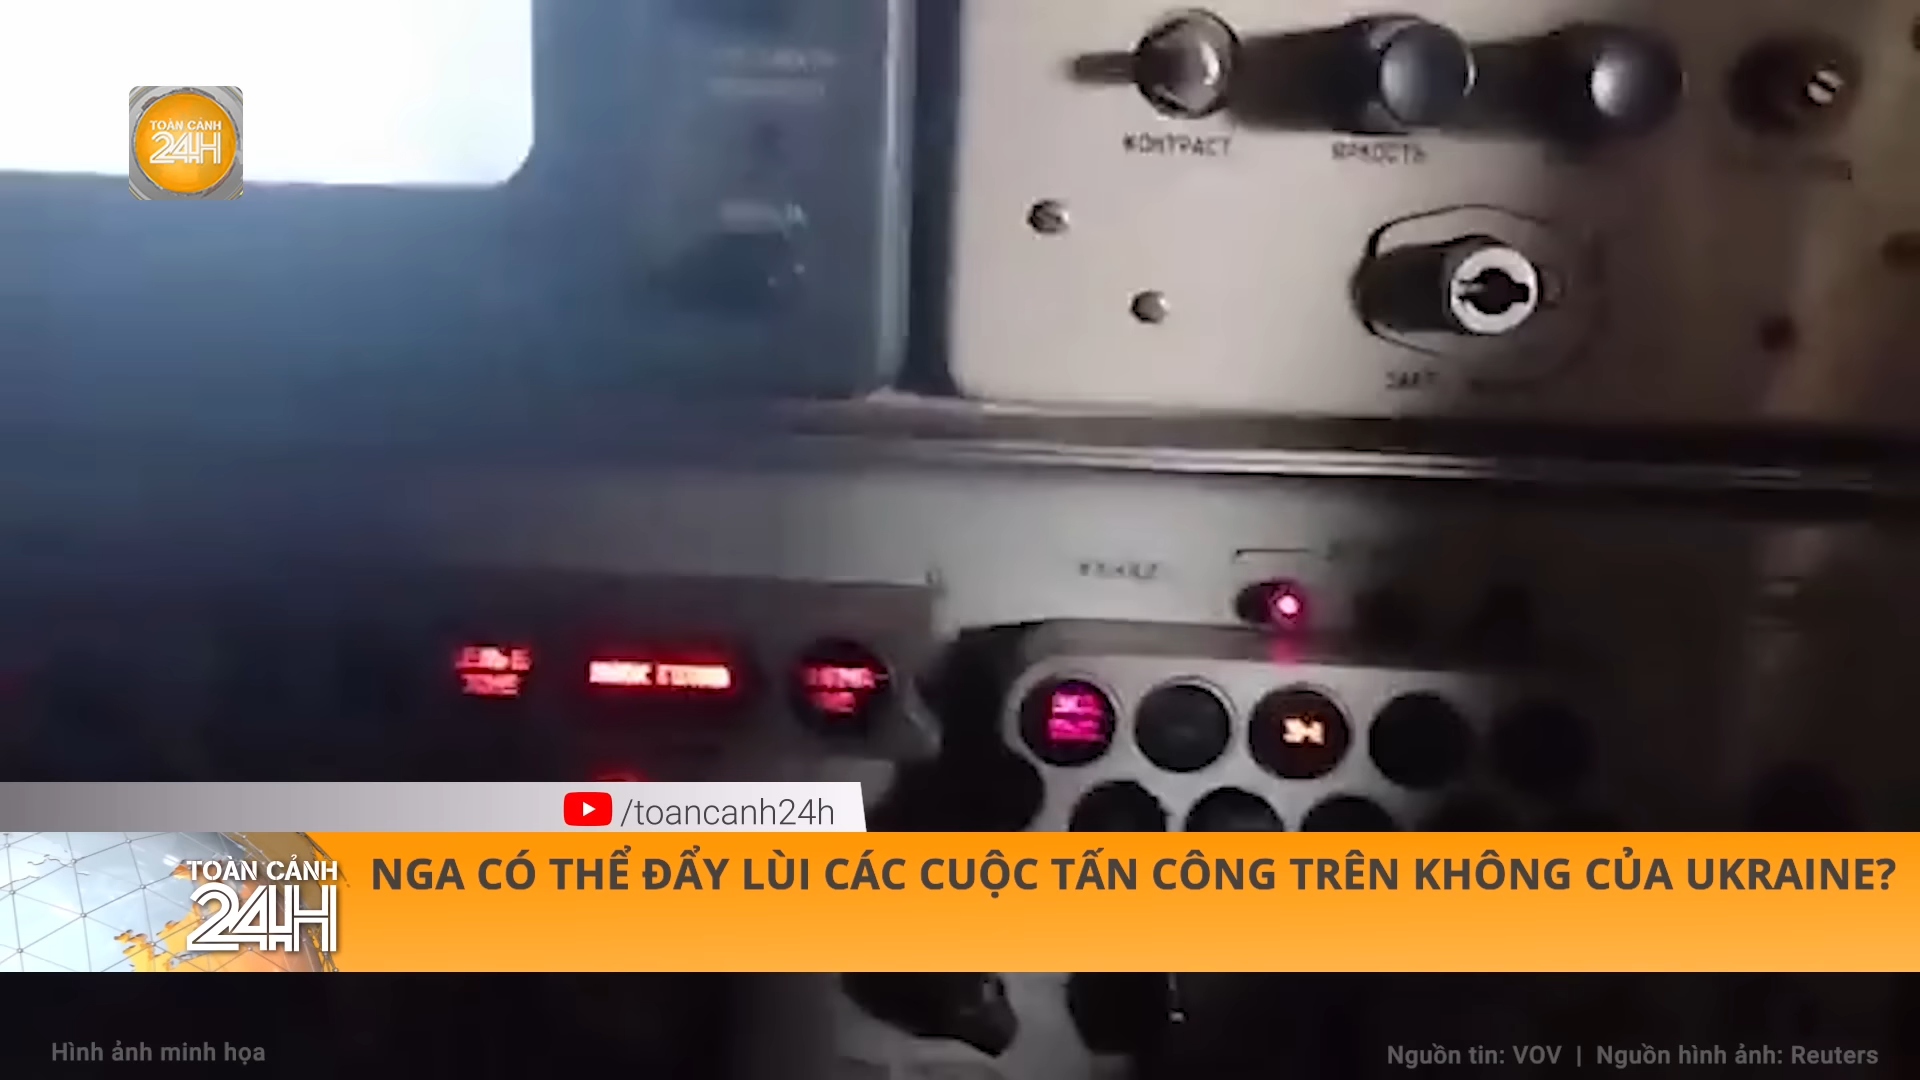 TOÀN CẢNH
24H
КОНТРАСТ
ЯРКОСТЬ
/toancanh24h
TOÀN CẢNH
24H
NGA CÓ THỂ ĐẨY LÙI CÁC CUỘC TẤN CÔNG TRÊN KHÔNG CỦA UKRAINE?
Hình ảnh minh họa
Nguồn tin: VOV | Nguồn hình ảnh: Reuters